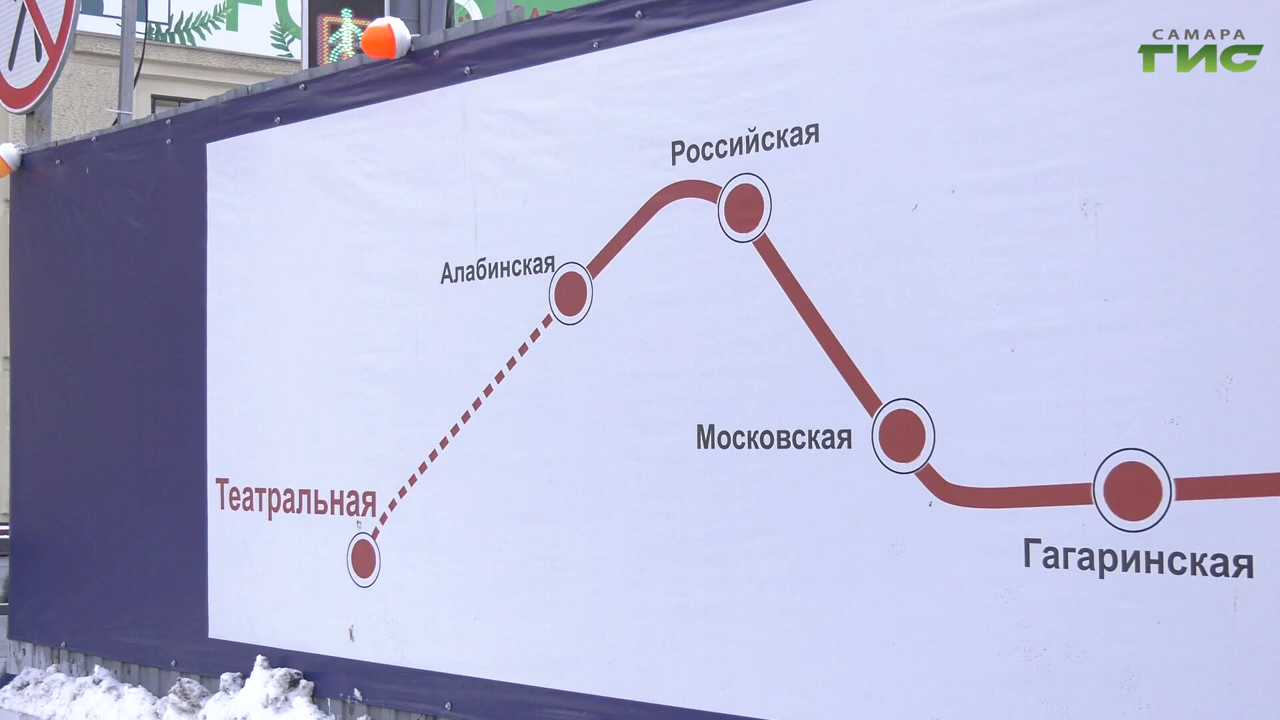 САМАРА
ГИС
Российская
Алабинская
Московская
Театральная
Гагаринская